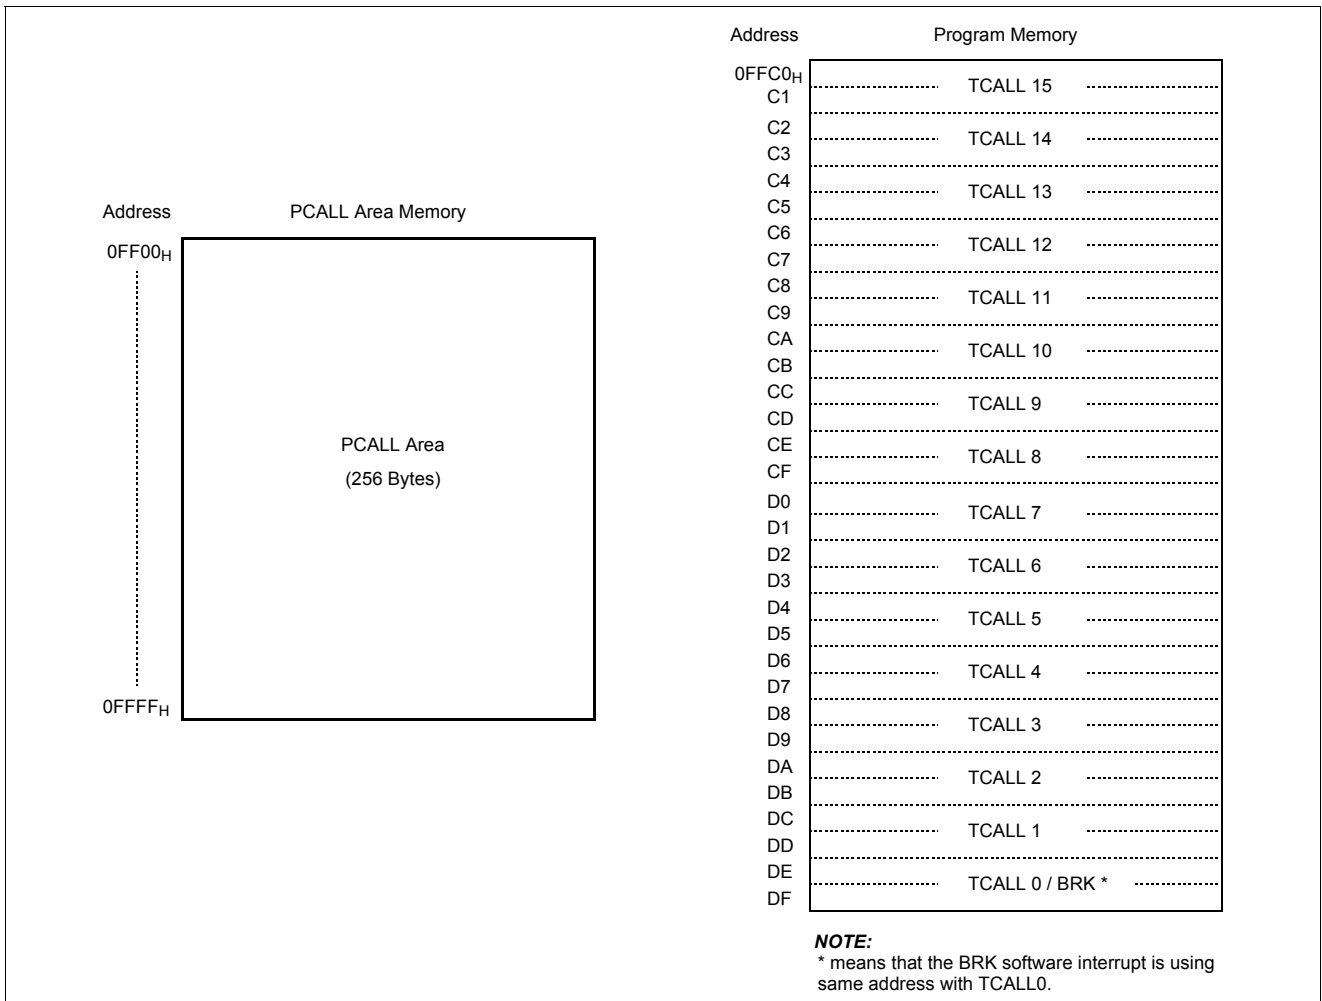 Address PCALL Area Memory
0FF00H
0FFFFH
PCALL Area
(256 Bytes)
Address Program Memory
0FFC0H
C1
TCALL 15
C2
C3
TCALL 14
C4
C5
TCALL 13
C6
C7
TCALL 12
C8
C9
TCALL 11
CA
CB
TCALL 10
CC
CD
TCALL 9
CE
CF
TCALL 8
D0
D1
TCALL 7
D2
D3
TCALL 6
D4
D5
TCALL 5
D6
D7
TCALL 4
D8
D9
TCALL 3
DA
DB
TCALL 2
DC
DD
TCALL 1
DE
DF
TCALL 0 / BRK *
NOTE:
* means that the BRK software interrupt is using
same address with TCALL0.